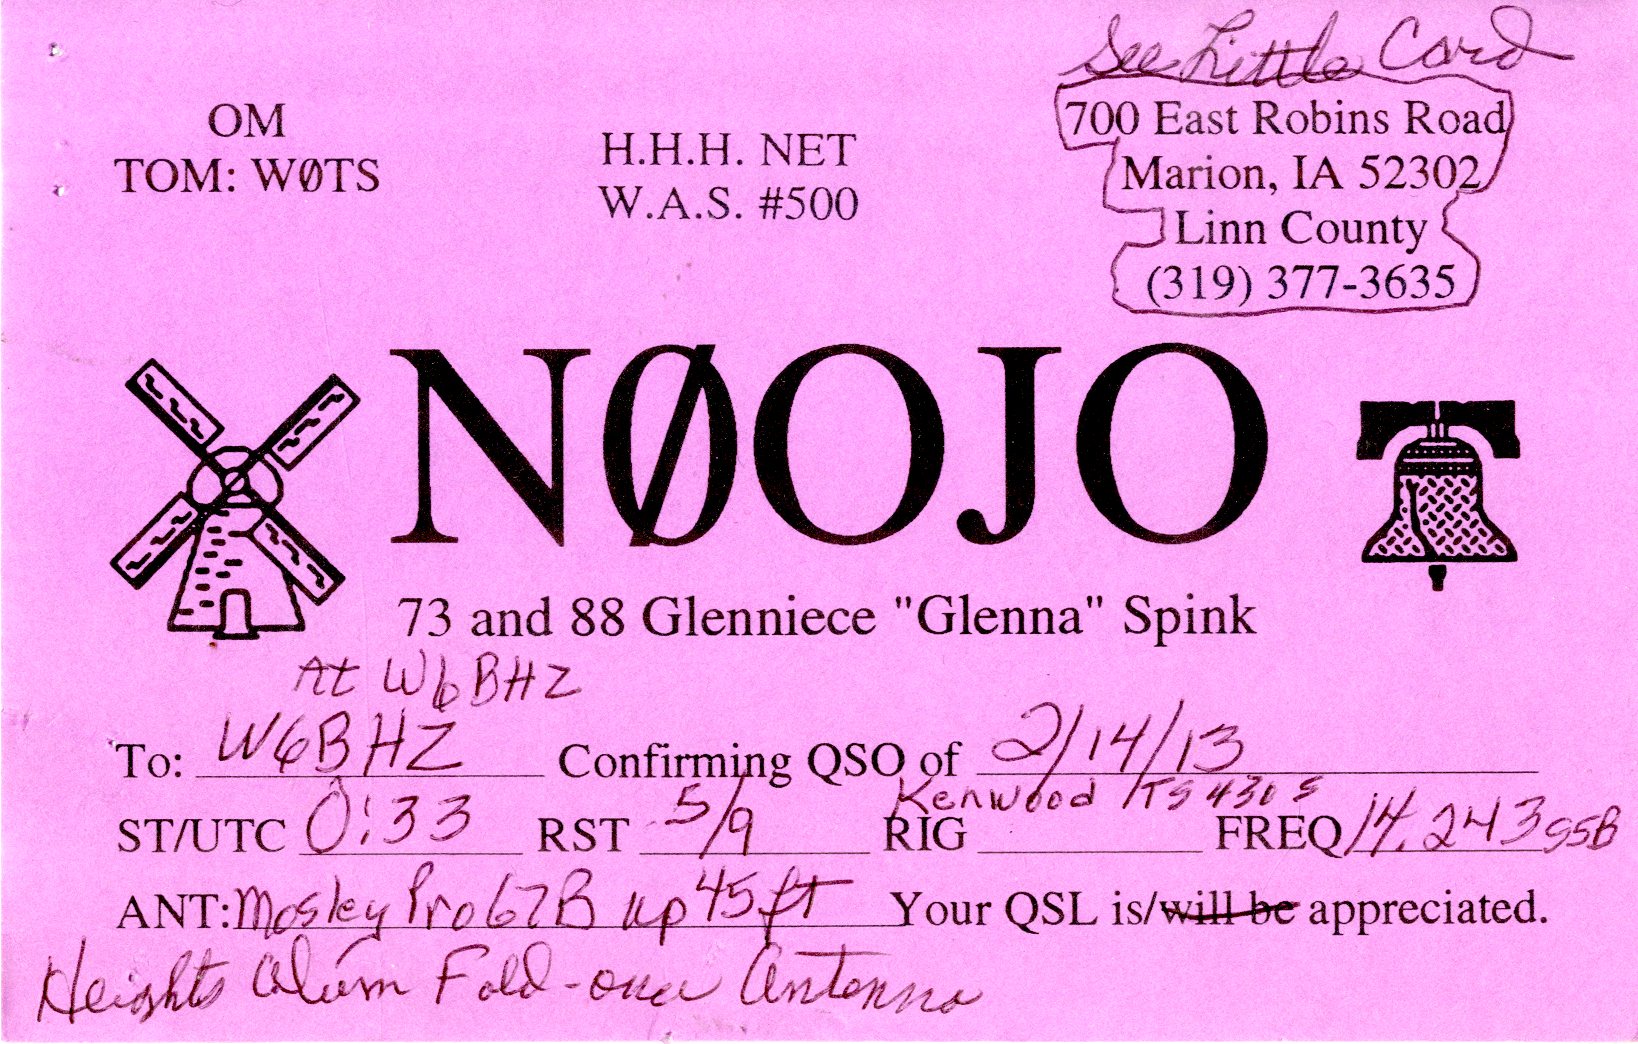 See Little Card
OM
TOM: WØTS
H.H.H. NET
W.A.S. #500
700 East Robins Road
Marion, IA 52302
Linn County
(319) 377-3635
NØOJO
73 and 88 Glenniece "Glenna" Spink
At W6BHZ
To: W6BHZ Confirming QSO of 2/14/13
ST/UTC 0:33 RST 5/9 RIG Kenwood TS430S FREQ 14.243 SSB
ANT: Mosley Pro67B up 45 ft Your QSL is/will be appreciated.
Heights Alum Fold-over Antenna